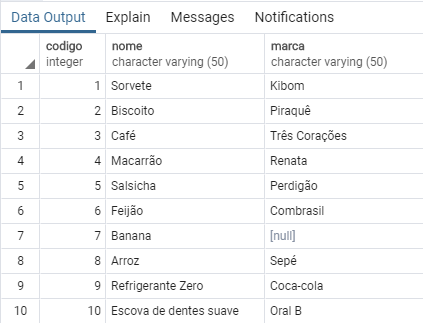 Data Output Explain Messages Notifications
codigo nome marca
integer character varying (50) character varying (50)
1 1 Sorvete Kibom
2 2 Biscoito Piraquê
3 3 Café Três Corações
4 4 Macarrão Renata
5 5 Salsicha Perdigão
6 6 Feijão Combrasil
7 7 Banana [null]
8 8 Arroz Sepé
9 9 Refrigerante Zero Coca-cola
10 10 Escova de dentes suave Oral B